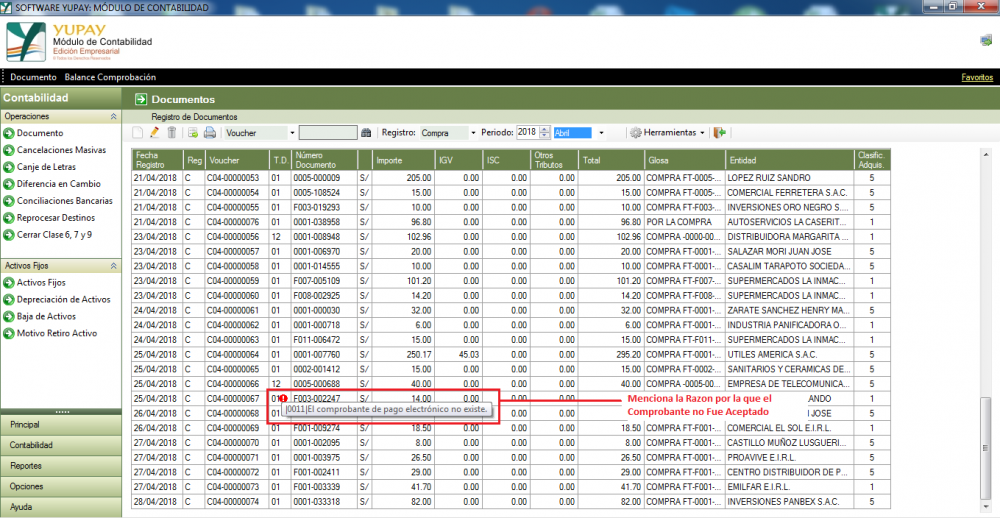 SOFTWARE YUPAY: MÓDULO DE CONTABILIDAD
YUPAY
Módulo de Contabilidad
Edición Empresarial
Documento Balance Comprobación Favoritos
Contabilidad
Operaciones
Documento
Cancelaciones Masivas
Canje de Letras
Diferencia en Cambio
Conciliaciones Bancarias
Reprocesar Destinos
Cerrar Clase 6, 7 y 9
Activos Fijos
Activos Fijos
Depreciación de Activos
Baja de Activos
Motivo Retiro Activo
Principal
Contabilidad
Reportes
Opciones
Ayuda
Documentos
Registro de Documentos
Voucher Registro: Compra Periodo: 2018 Abril Herramientas
Fecha Registro Reg Voucher T.D. Número Documento Importe IGV ISC Otros Tributos Total Glosa Entidad Clasific. Adquis.
21/04/2018 C C04-00000053 01 0005-000009 S/ 205.00 0.00 0.00 0.00 205.00 COMPRA FT-0005-... LOPEZ RUIZ SANDRO 5
21/04/2018 C C04-00000054 01 0005-108524 S/ 15.00 0.00 0.00 0.00 15.00 COMPRA FT-0005-... COMERCIAL FERRETERA S.A.C. 5
21/04/2018 C C04-00000055 01 F003-019293 S/ 10.00 0.00 0.00 0.00 10.00 COMPRA FT-F003-... INVERSIONES ORO NEGRO S.... 5
21/04/2018 C C04-00000076 01 0001-038958 S/ 96.80 0.00 0.00 0.00 96.80 POR LA COMPRA AUTOSERVICIOS LA CASERIT... 1
23/04/2018 C C04-00000056 12 0001-008948 S/ 102.96 0.00 0.00 0.00 102.96 COMPRA -0000-00... DISTRIBUIDORA MARGARITA ... 1
23/04/2018 C C04-00000057 01 0001-006970 S/ 20.00 0.00 0.00 0.00 20.00 COMPRA FT-0001-... SALAZAR MORI JUAN JOSE 5
23/04/2018 C C04-00000058 01 0001-014555 S/ 10.00 0.00 0.00 0.00 10.00 COMPRA FT-0001-... CASALIM TARAPOTO SOCIEDA... 5
23/04/2018 C C04-00000059 01 F007-005109 S/ 101.20 0.00 0.00 0.00 101.20 COMPRA FT-F007-... SUPERMERCADOS LA INMAC... 1
23/04/2018 C C04-00000060 01 F008-002925 S/ 14.20 0.00 0.00 0.00 14.20 COMPRA FT-F008-... SUPERMERCADOS LA INMAC... 1
24/04/2018 C C04-00000061 01 0001-000030 S/ 32.00 0.00 0.00 0.00 32.00 COMPRA FT-0001-... ZARATE SANCHEZ HENRY MA... 5
24/04/2018 C C04-00000062 01 0001-000718 S/ 6.00 0.00 0.00 0.00 6.00 COMPRA FT-0001-... INDUSTRIA PANIFICADORA O... 1
24/04/2018 C C04-00000063 01 F011-006472 S/ 15.00 0.00 0.00 0.00 15.00 COMPRA FT-F011-... SUPERMERCADOS LA INMAC... 1
25/04/2018 C C04-00000064 01 0001-007760 S/ 250.17 45.03 0.00 0.00 295.20 COMPRA FT-0001-... UTILES AMERICA S.A.C. 5
25/04/2018 C C04-00000065 01 0002-001412 S/ 15.00 0.00 0.00 0.00 15.00 COMPRA FT-0002-... SANITARIOS Y CERAMICAS DE... 5
25/04/2018 C C04-00000066 12 0005-000688 S/ 40.00 0.00 0.00 0.00 40.00 COMPRA -0005-00... EMPRESA DE TELECOMUNICA... 5
25/04/2018 C C04-00000067 F003-002247 S/ 14.00 0.00 0.00 0.00 ANDO 1
|0011|El comprobante de pago electrónico no existe.
Menciona la Razon por la que el
Comprobante no Fue Aceptado
26/04/2018 C C04-00000068 01 JOSE 5
26/04/2018 C C04-00000069 01 F001-009274 S/ 18.50 0.00 0.00 0.00 18.50 COMPRA FT-F001-... COMERCIAL EL SOL E.I.R.L. 1
27/04/2018 C C04-00000070 01 0001-002095 S/ 8.00 0.00 0.00 0.00 8.00 COMPRA FT-0001-... CASTILLO MUÑOZ LUSGUERI... 5
27/04/2018 C C04-00000071 01 0001-003975 S/ 26.50 0.00 0.00 0.00 26.50 COMPRA FT-0001-... PROAVIVE E.I.R.L. 5
27/04/2018 C C04-00000072 01 F001-002411 S/ 29.00 0.00 0.00 0.00 29.00 COMPRA FT-F001-... CENTRO DISTRIBUIDOR DE P... 1
27/04/2018 C C04-00000073 01 F001-003339 S/ 41.70 0.00 0.00 0.00 41.70 COMPRA FT-F001-... EMILFAR E.I.R.L. 1
28/04/2018 C C04-00000074 01 0001-033318 S/ 82.00 0.00 0.00 0.00 82.00 COMPRA FT-0001-... INVERSIONES PANBEX S.A.C. 5